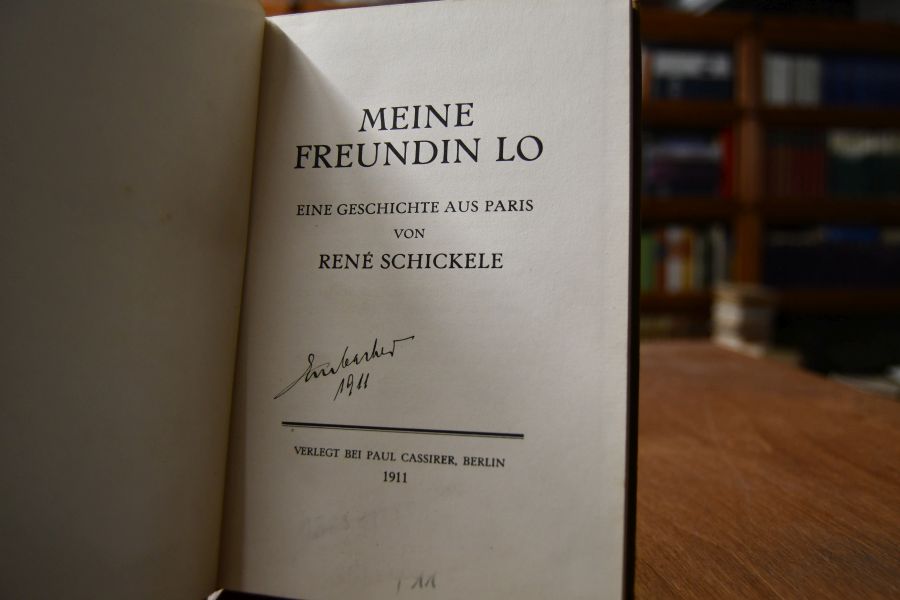 MEINE
FREUNDIN LO
EINE GESCHICHTE AUS PARIS
VON
RENÉ SCHICKELE
1911
VERLEGT BEI PAUL CASSIRER, BERLIN
1911